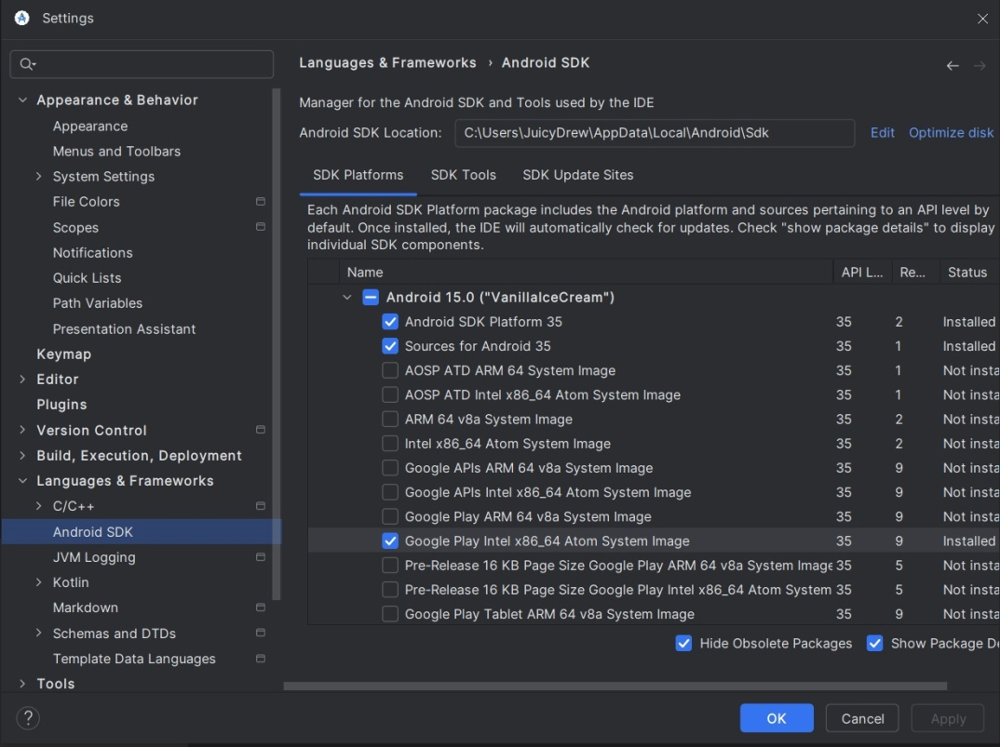 Settings
Appearance & Behavior
Appearance
Menus and Toolbars
System Settings
File Colors
Scopes
Notifications
Quick Lists
Path Variables
Presentation Assistant
Keymap
Editor
Plugins
Version Control
Build, Execution, Deployment
Languages & Frameworks
C/C++
Android SDK
JVM Logging
Kotlin
Markdown
Schemas and DTDs
Template Data Languages
Tools
Languages & Frameworks › Android SDK
Manager for the Android SDK and Tools used by the IDE
Android SDK Location: C:\Users\JuicyDrew\AppData\Local\Android\Sdk Edit Optimize disk
SDK Platforms SDK Tools SDK Update Sites
Each Android SDK Platform package includes the Android platform and sources pertaining to an API level by
default. Once installed, the IDE will automatically check for updates. Check "show package details" to display
individual SDK components.
Name API L... Re... Status
Android 15.0 ("VanillaIceCream")
Android SDK Platform 35 35 2 Installed
Sources for Android 35 35 1 Installed
AOSP ATD ARM 64 System Image 35 1 Not insta
AOSP ATD Intel x86_64 Atom System Image 35 1 Not insta
ARM 64 v8a System Image 35 2 Not insta
Intel x86_64 Atom System Image 35 2 Not insta
Google APIs ARM 64 v8a System Image 35 9 Not insta
Google APIs Intel x86_64 Atom System Image 35 9 Not insta
Google Play ARM 64 v8a System Image 35 9 Not insta
Google Play Intel x86_64 Atom System Image 35 9 Installed
Pre-Release 16 KB Page Size Google Play ARM 64 v8a System Image 35 5 Not insta
Pre-Release 16 KB Page Size Google Play Intel x86_64 Atom System 35 5 Not insta
Google Play Tablet ARM 64 v8a System Image 35 9 Not insta
Hide Obsolete Packages Show Package De
? OK Cancel Apply